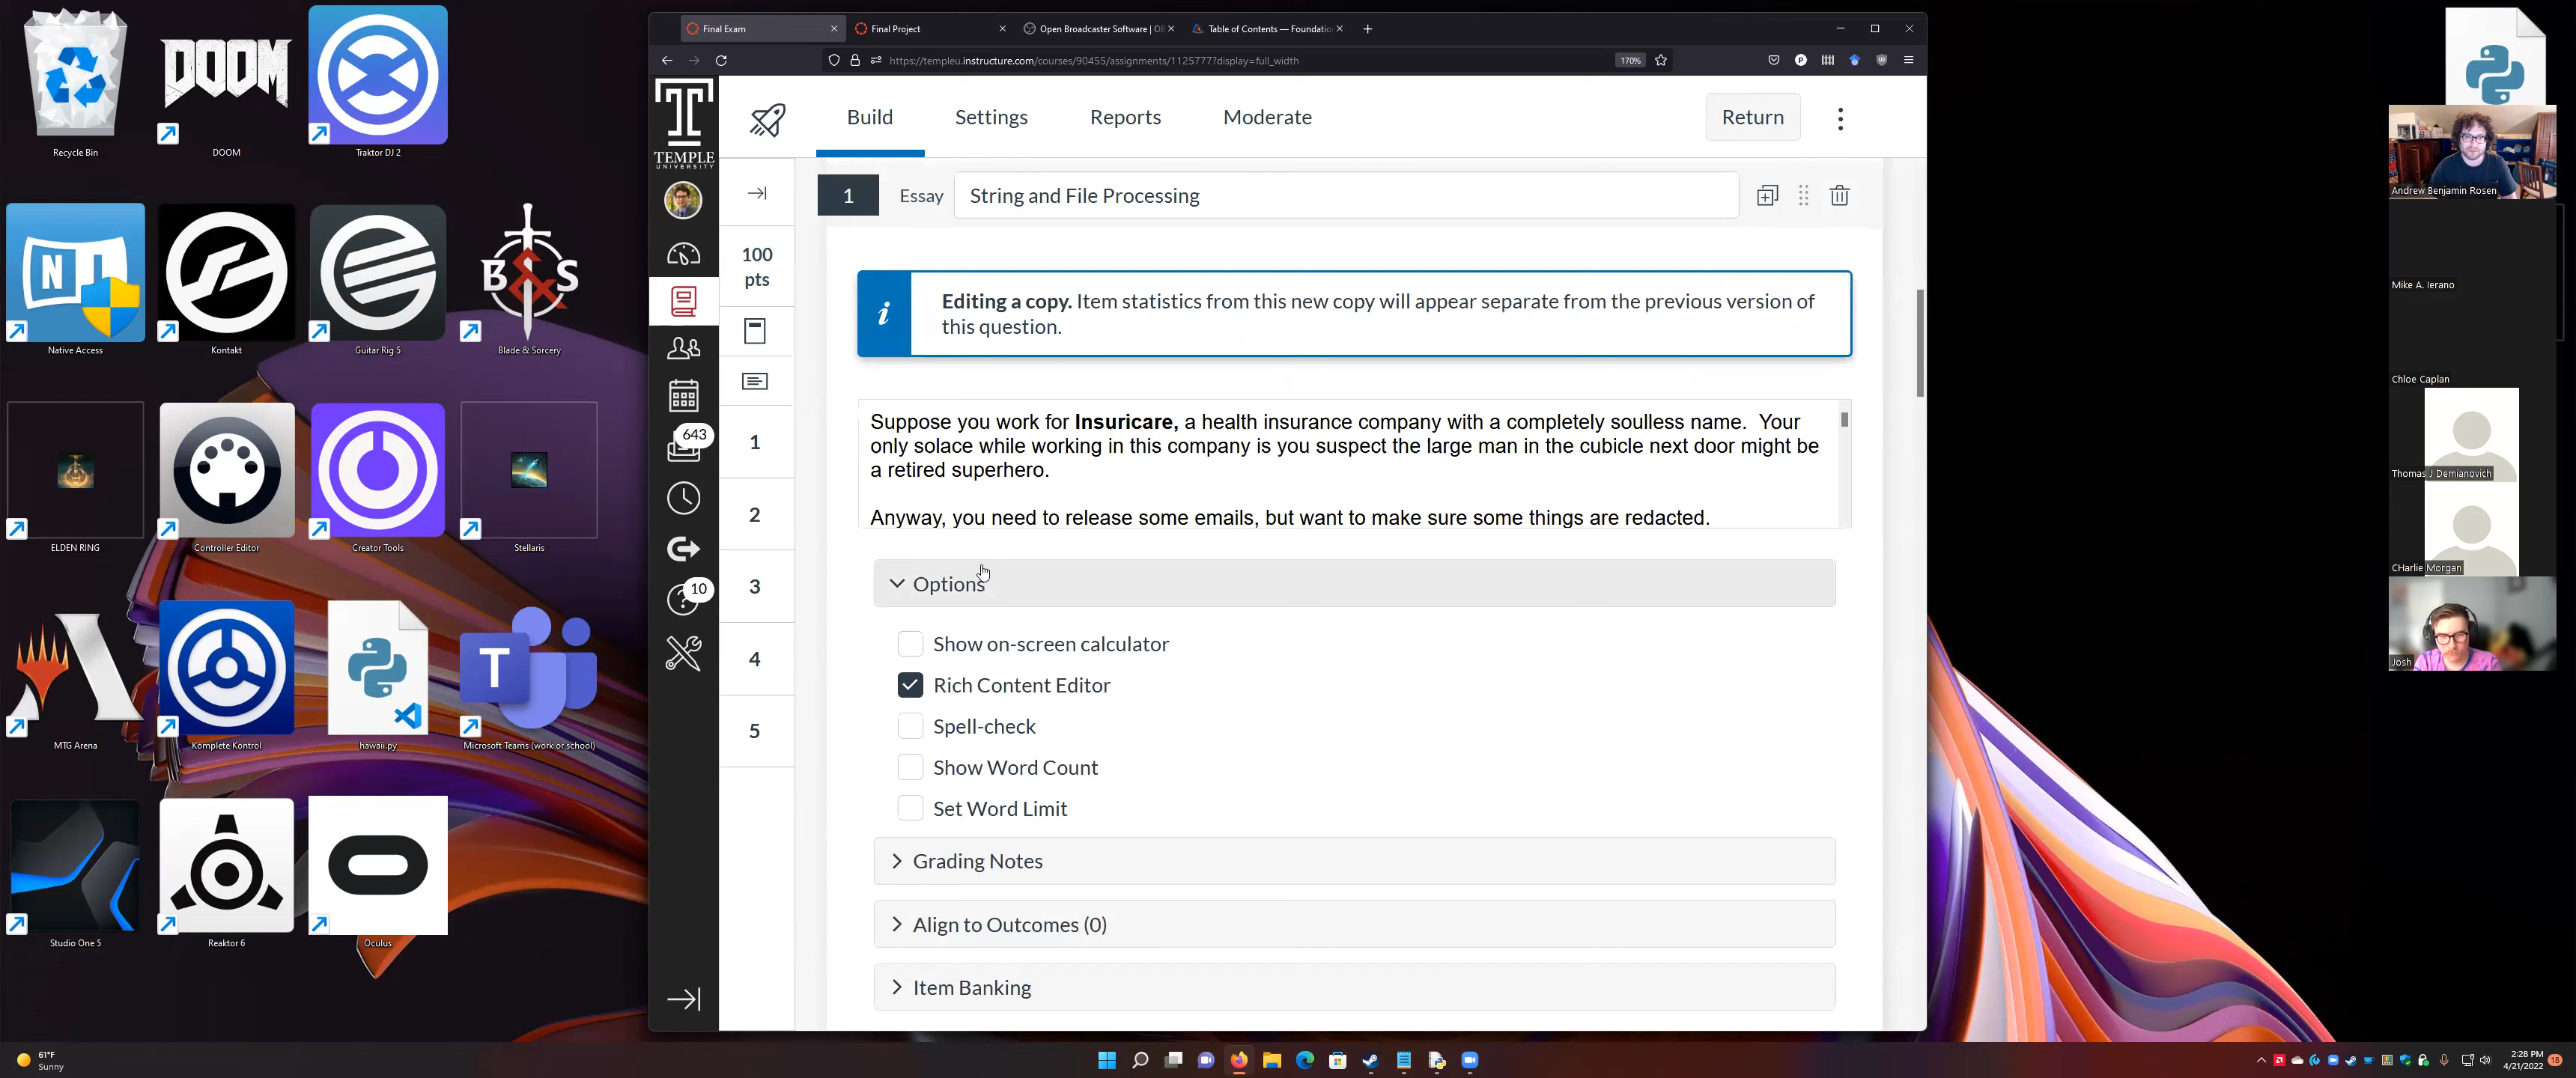 Recycle Bin
DOOM
DOOM
Traktor DJ 2
Native Access
Kontakt
Guitar Rig 5
B S
Blade & Sorcery
ELDEN RING
Controller Editor
Creator Tools
Stellaris
MTG Arena
Komplete Kontrol
hawaii.py
T
Microsoft Teams (work or school)
Studio One 5
Reaktor 6
Oculus
Final Exam
Final Project
Open Broadcaster Software | OB
Table of Contents — Foundatio
https://templeu.instructure.com/courses/90455/assignments/1125777?display=full_width
170%
TEMPLE
UNIVERSITY
643
10
Build
Settings
Reports
Moderate
Return
100
pts
1
2
3
4
5
1
Essay
String and File Processing
i
Editing a copy. Item statistics from this new copy will appear separate from the previous version of
this question.
Suppose you work for Insuricare, a health insurance company with a completely soulless name. Your
only solace while working in this company is you suspect the large man in the cubicle next door might be
a retired superhero.
Anyway, you need to release some emails, but want to make sure some things are redacted.
Options
Show on-screen calculator
Rich Content Editor
Spell-check
Show Word Count
Set Word Limit
Grading Notes
Align to Outcomes (0)
Item Banking
Andrew Benjamin Rosen
Mike A. Ierano
Chloe Caplan
Thomas J Demianovich
CHarlie Morgan
Josh
61°F
Sunny
2:28 PM
4/21/2022
18